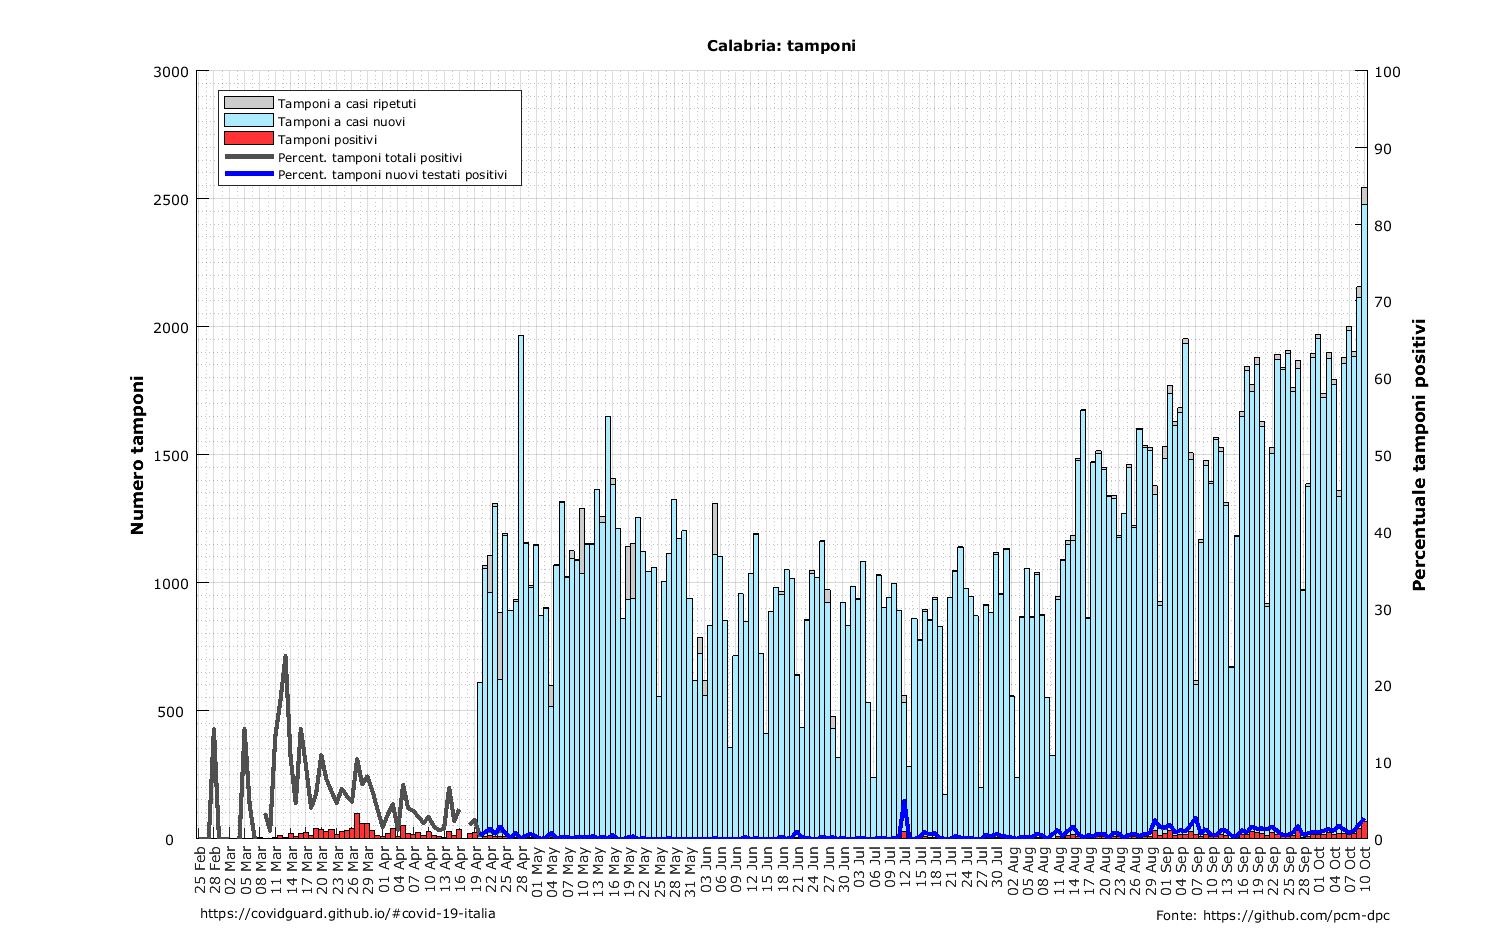 Calabria: tamponi
Tamponi a casi ripetuti
Tamponi a casi nuovi
Tamponi positivi
Percent. tamponi totali positivi
Percent. tamponi nuovi testati positivi
Numero tamponi
3000
2500
2000
1500
1000
500
0
Percentuale tamponi positivi
100
90
80
70
60
50
40
30
20
10
0
25 Feb
28 Feb
02 Mar
05 Mar
08 Mar
11 Mar
14 Mar
17 Mar
20 Mar
23 Mar
26 Mar
29 Mar
01 Apr
04 Apr
07 Apr
10 Apr
13 Apr
16 Apr
19 Apr
22 Apr
25 Apr
28 Apr
01 May
04 May
07 May
10 May
13 May
16 May
19 May
22 May
25 May
28 May
31 May
03 Jun
06 Jun
09 Jun
12 Jun
15 Jun
18 Jun
21 Jun
24 Jun
27 Jun
30 Jun
03 Jul
06 Jul
09 Jul
12 Jul
15 Jul
18 Jul
21 Jul
24 Jul
27 Jul
30 Jul
02 Aug
05 Aug
08 Aug
11 Aug
14 Aug
17 Aug
20 Aug
23 Aug
26 Aug
29 Aug
01 Sep
04 Sep
07 Sep
10 Sep
13 Sep
16 Sep
19 Sep
22 Sep
25 Sep
28 Sep
01 Oct
04 Oct
07 Oct
10 Oct
https://covidguard.github.io/#covid-19-italia
Fonte: https://github.com/pcm-dpc